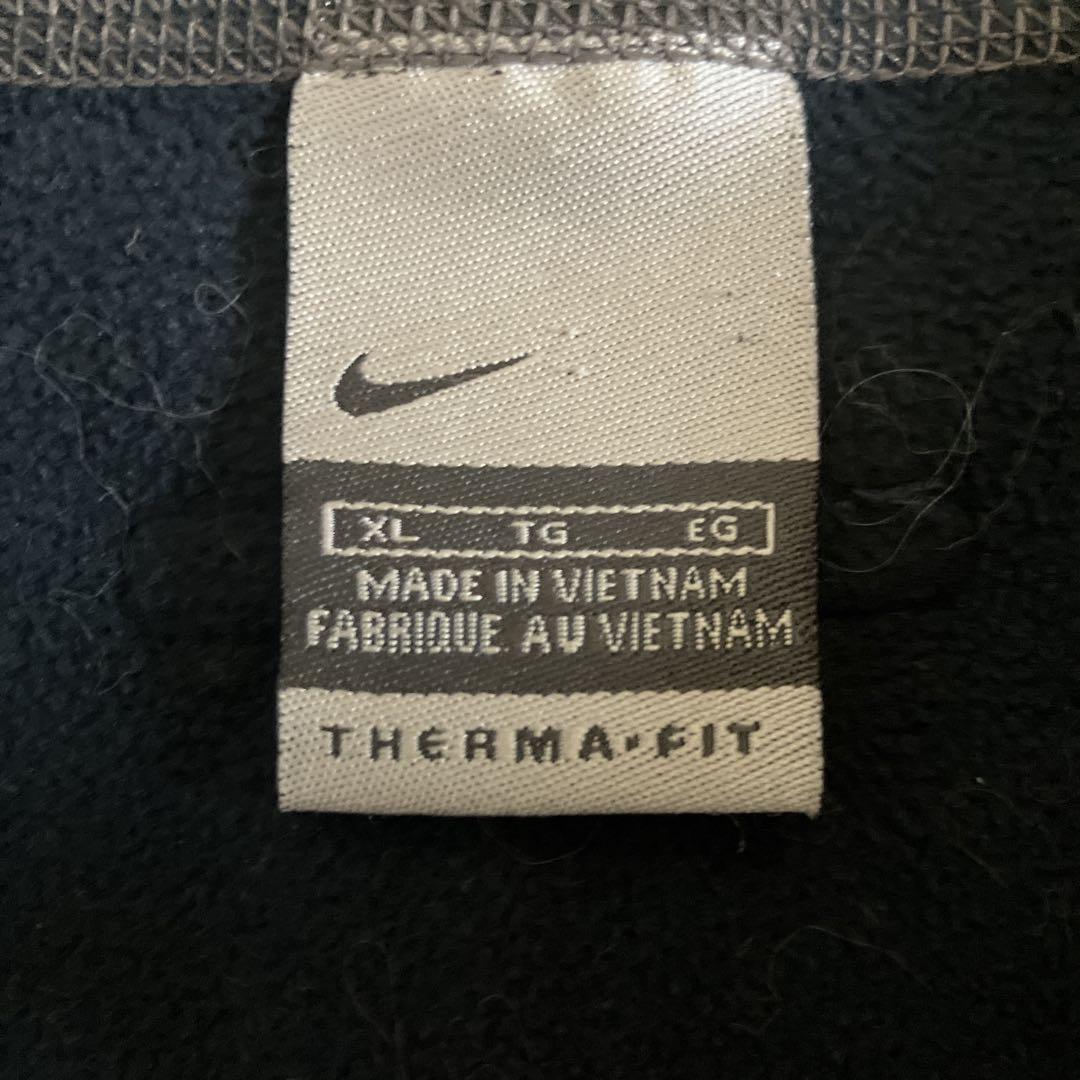 XL TG EG
MADE IN VIETNAM
FABRIQUE AU VIETNAM
THERMA•FIT